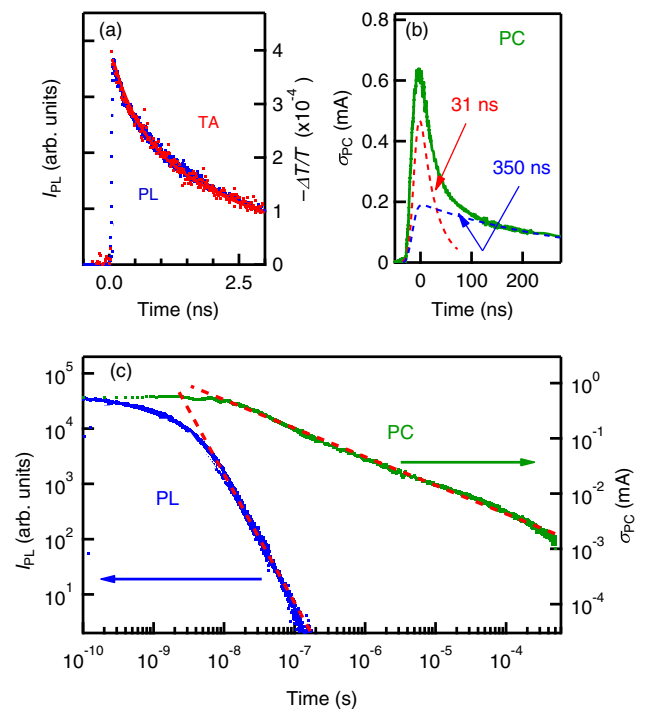 (a)
I_PL (arb. units)
TA
PL
4
3
2
1
0
−ΔT/T (x10^-4)
0.0 2.5
Time (ns)
(b)
PC
σ_PC (mA)
0.8
0.6
0.4
0.2
0
31 ns
350 ns
0 100 200
Time (ns)
(c)
I_PL (arb. units)
10^5
10^4
10^3
10^2
10^1
PL
PC
10^0
10^-1
10^-2
10^-3
10^-4
σ_PC (mA)
10^-10 10^-9 10^-8 10^-7 10^-6 10^-5 10^-4
Time (s)